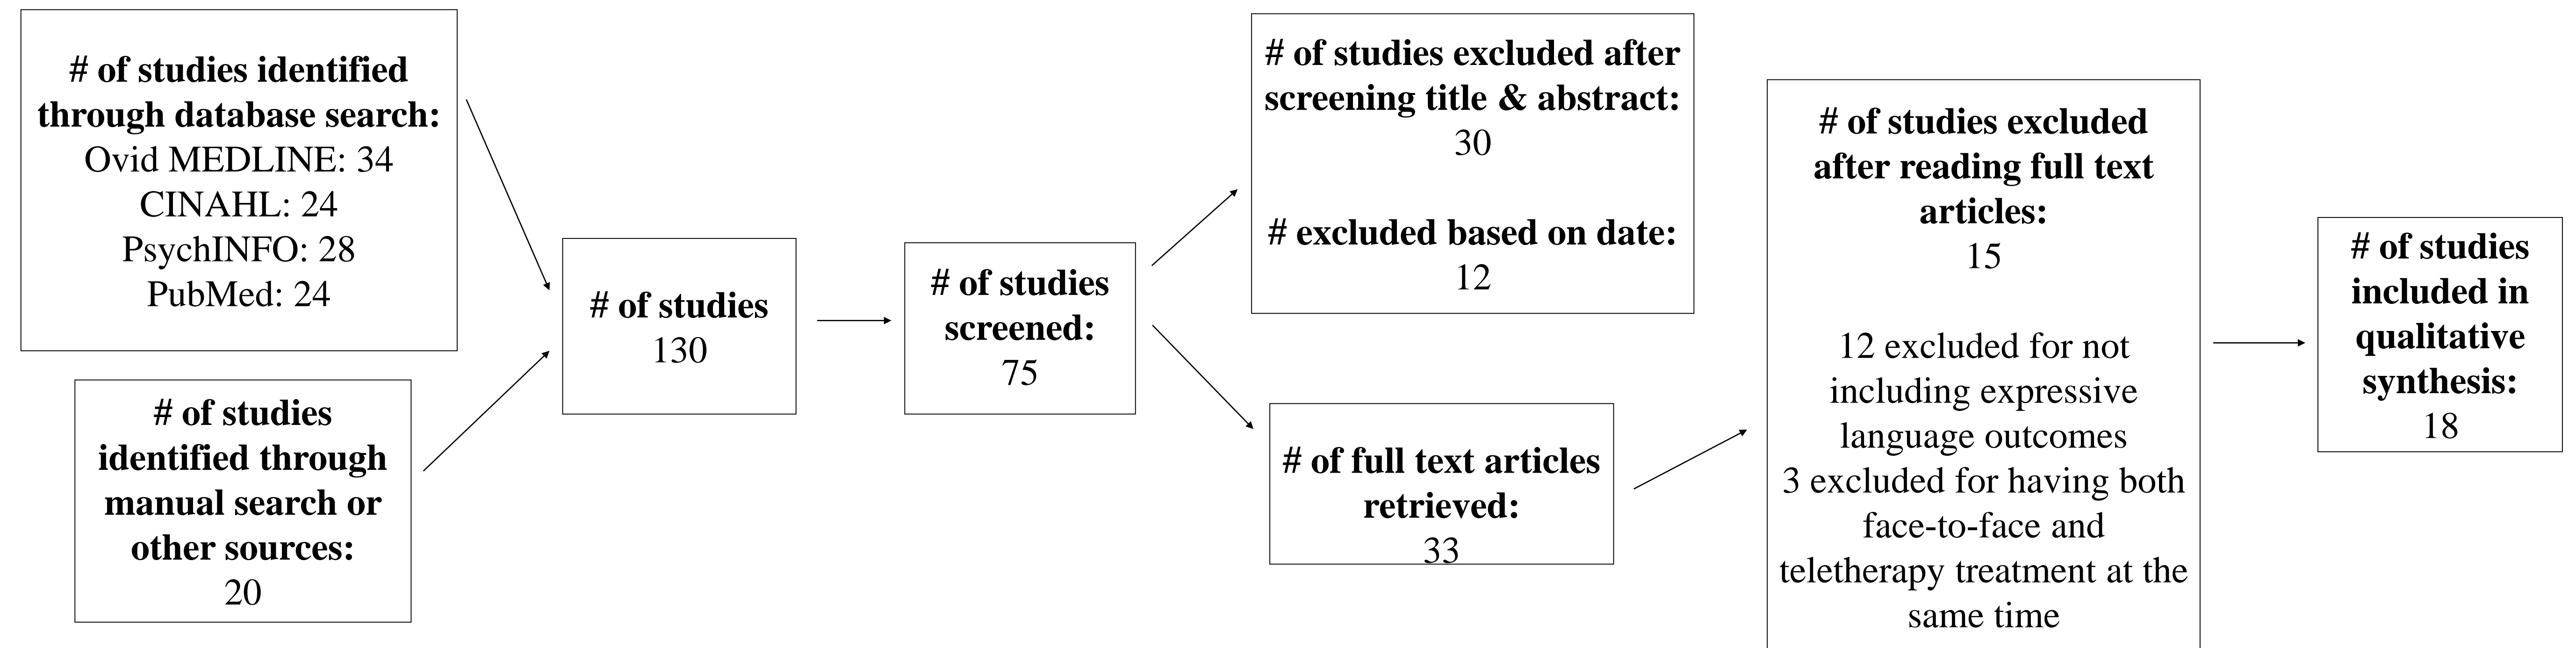 # of studies identified
through database search:
Ovid MEDLINE: 34
CINAHL: 24
PsychINFO: 28
PubMed: 24
# of studies
identified through
manual search or
other sources:
20
# of studies
130
# of studies
screened:
75
# of studies excluded after
screening title & abstract:
30
# excluded based on date:
12
# of full text articles
retrieved:
33
# of studies excluded
after reading full text
articles:
15
12 excluded for not
including expressive
language outcomes
3 excluded for having both
face-to-face and
teletherapy treatment at the
same time
# of studies
included in
qualitative
synthesis:
18